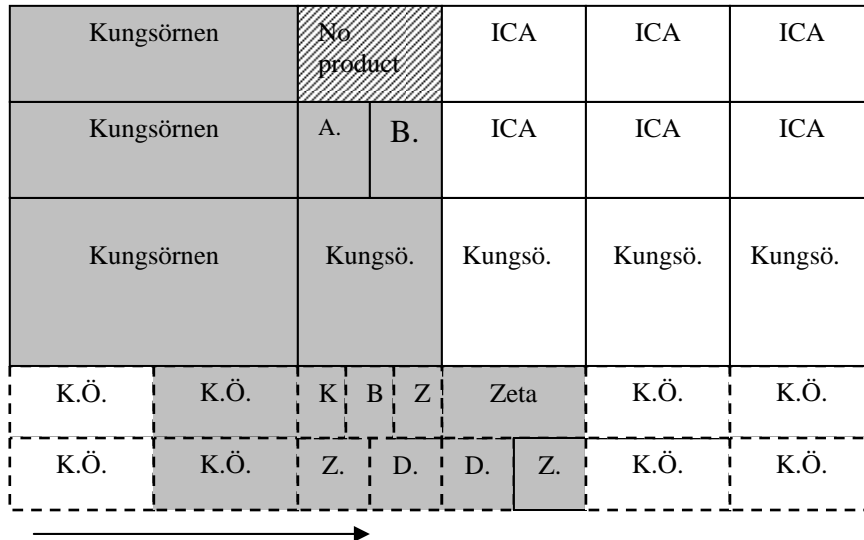 Kungsörnen No product ICA ICA ICA
Kungsörnen A. B. ICA ICA ICA
Kungsörnen Kungsö. Kungsö. Kungsö. Kungsö.
K.Ö. K.Ö. K B Z Zeta K.Ö. K.Ö.
K.Ö. K.Ö. Z. D. D. Z. K.Ö. K.Ö.